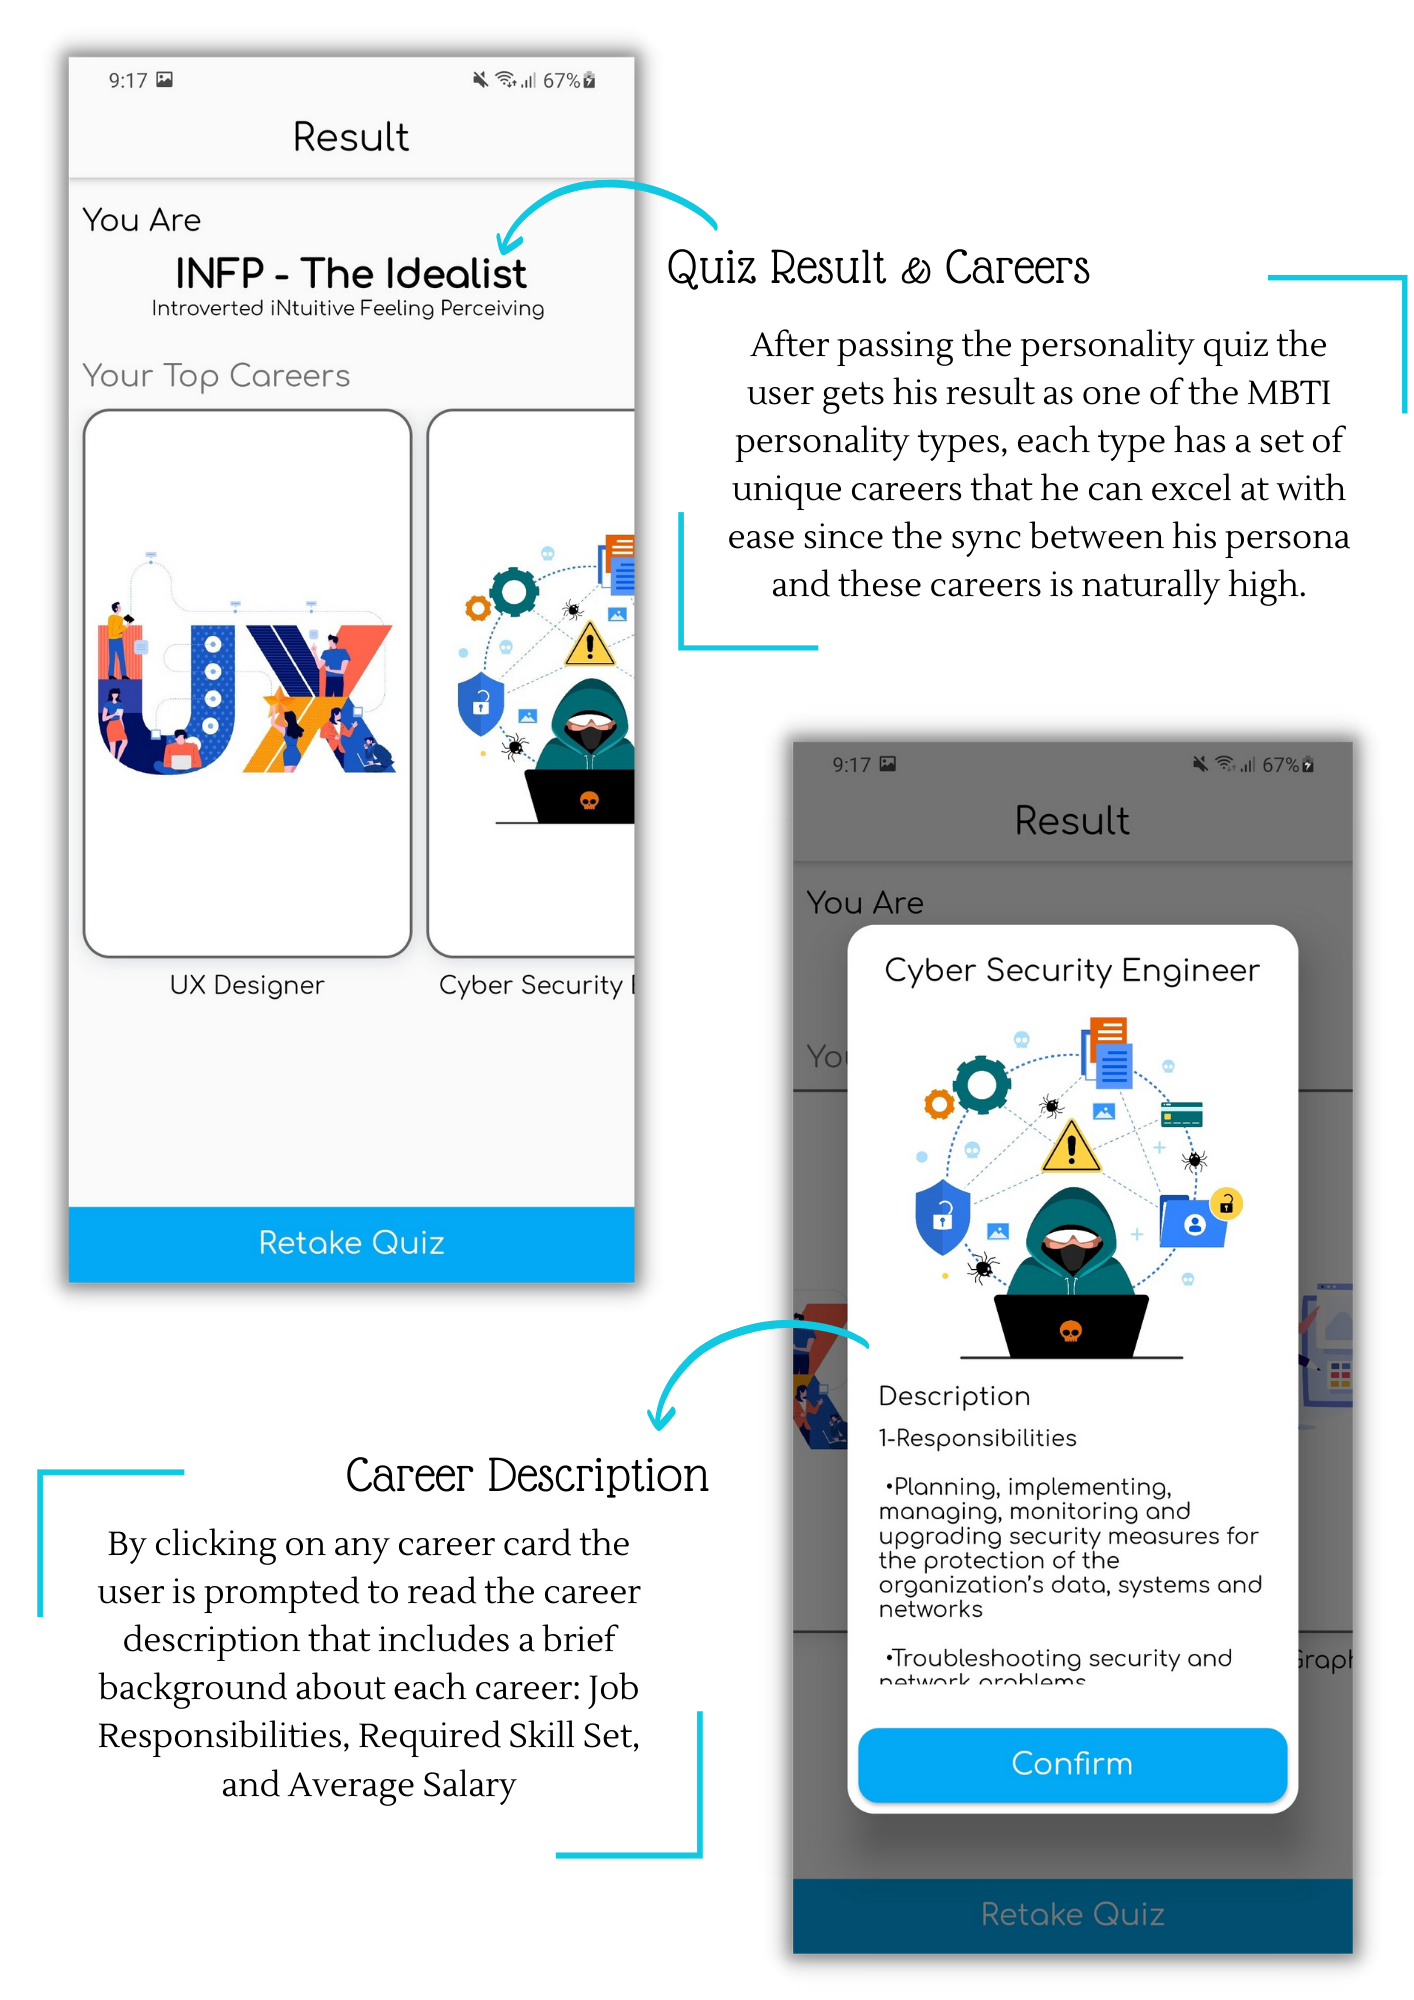 9:17
67%
Result
You Are
INFP - The Idealist
Introverted iNtuitive Feeling Perceiving
Your Top Careers
UX
UX Designer
Cyber Security
Retake Quiz
Quiz Result & Careers
After passing the personality quiz the
user gets his result as one of the MBTI
personality types, each type has a set of
unique careers that he can excel at with
ease since the sync between his persona
and these careers is naturally high.
9:17
67%
Result
You Are
Cyber Security Engineer
Description
1-Responsibilities
•Planning, implementing,
managing, monitoring and
upgrading security measures for
the protection of the
organization's data, systems and
networks
•Troubleshooting security and
network problems
Confirm
Retake Quiz
Career Description
By clicking on any career card the
user is prompted to read the career
description that includes a brief
background about each career: Job
Responsibilities, Required Skill Set,
and Average Salary